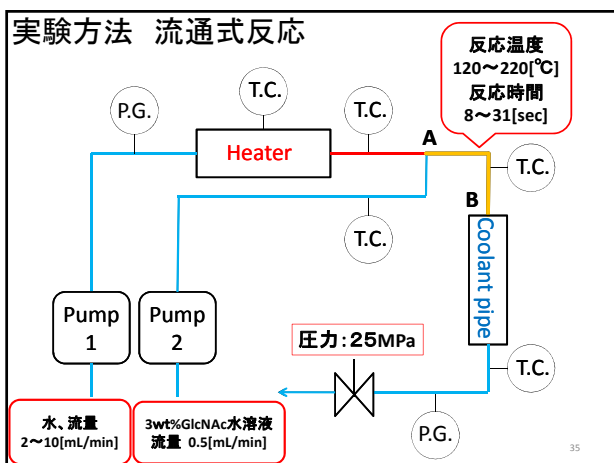 実験方法 流通式反応
反応温度
120～220[℃]
反応時間
8～31[sec]
T.C.
T.C.
P.G.
Heater
A
T.C.
B
T.C.
Coolant pipe
Pump
1
Pump
2
圧力：25MPa
T.C.
P.G.
水、流量
2～10[mL/min]
3wt%GlcNAc水溶液
流量 0.5[mL/min]
35